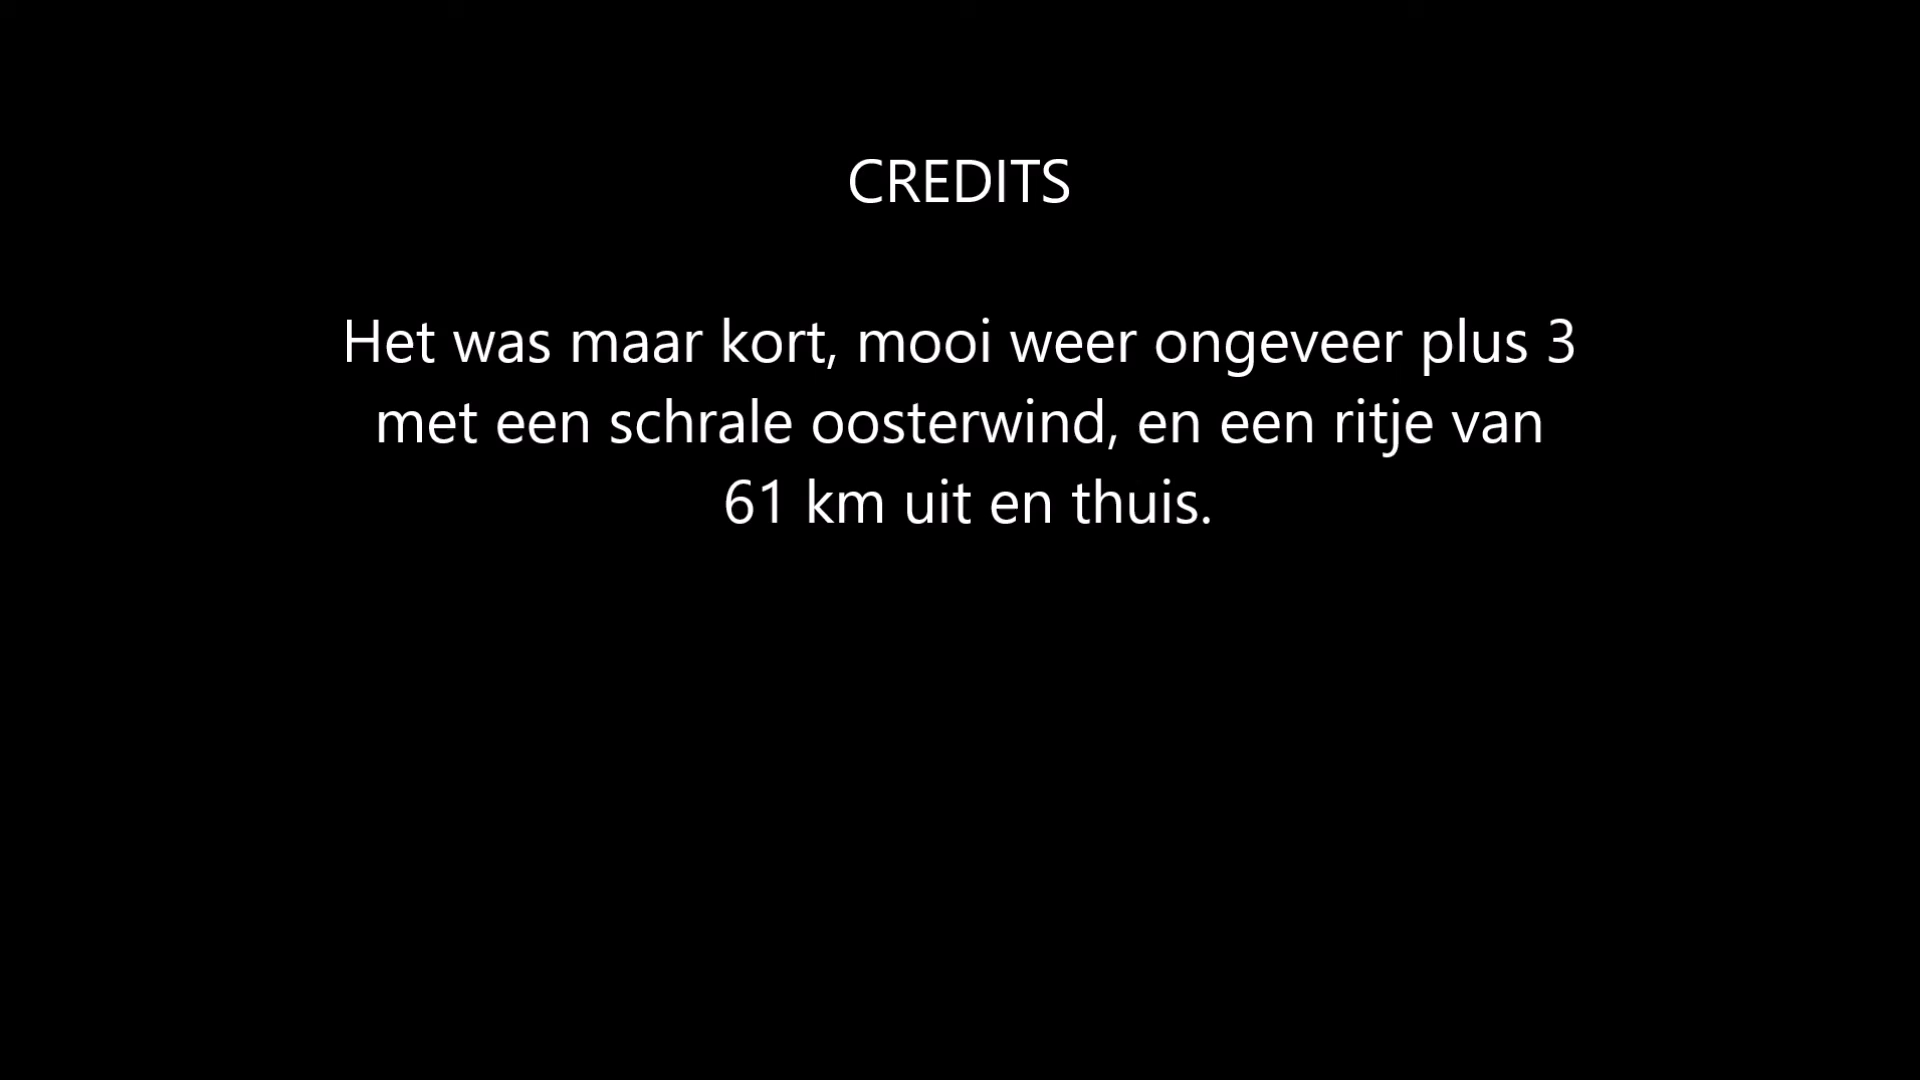 CREDITS
Het was maar kort, mooi weer ongeveer plus 3
met een schrale oosterwind, en een ritje van
61 km uit en thuis.